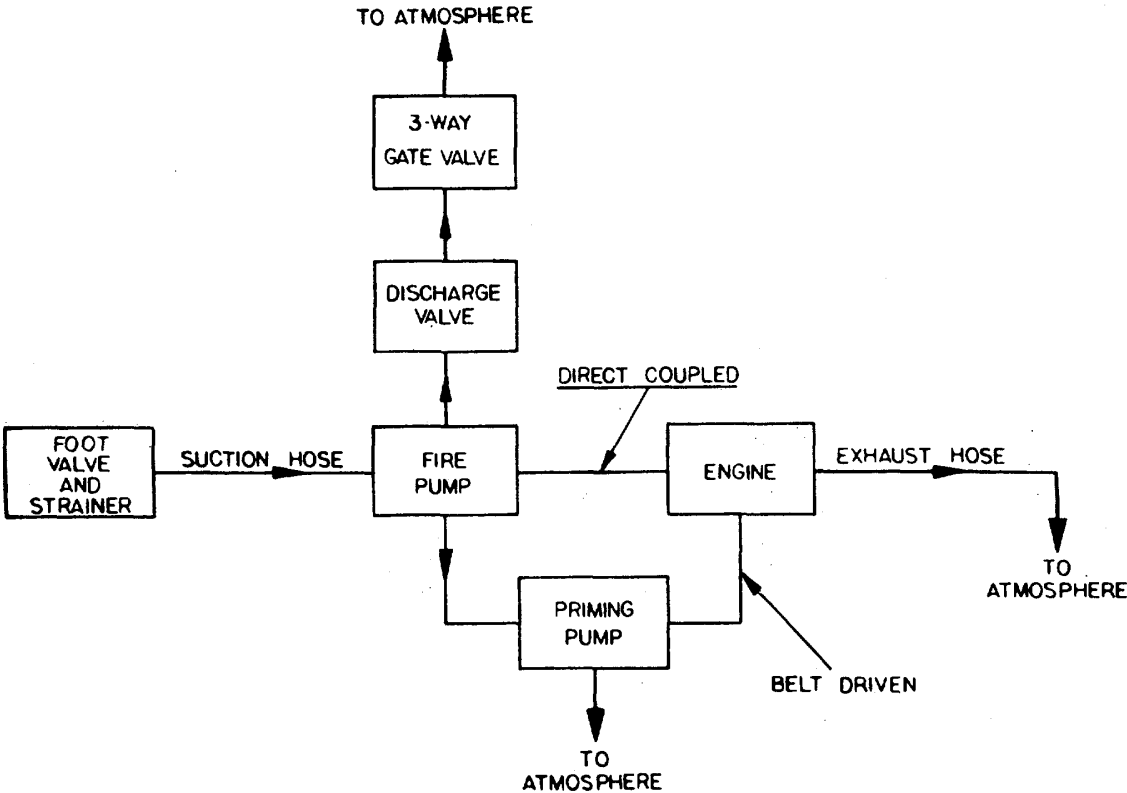 TO ATMOSPHERE
3-WAY
GATE VALVE
DISCHARGE
VALVE
DIRECT COUPLED
FOOT
VALVE
AND
STRAINER
SUCTION HOSE
FIRE
PUMP
ENGINE
EXHAUST HOSE
TO
ATMOSPHERE
PRIMING
PUMP
BELT DRIVEN
TO
ATMOSPHERE